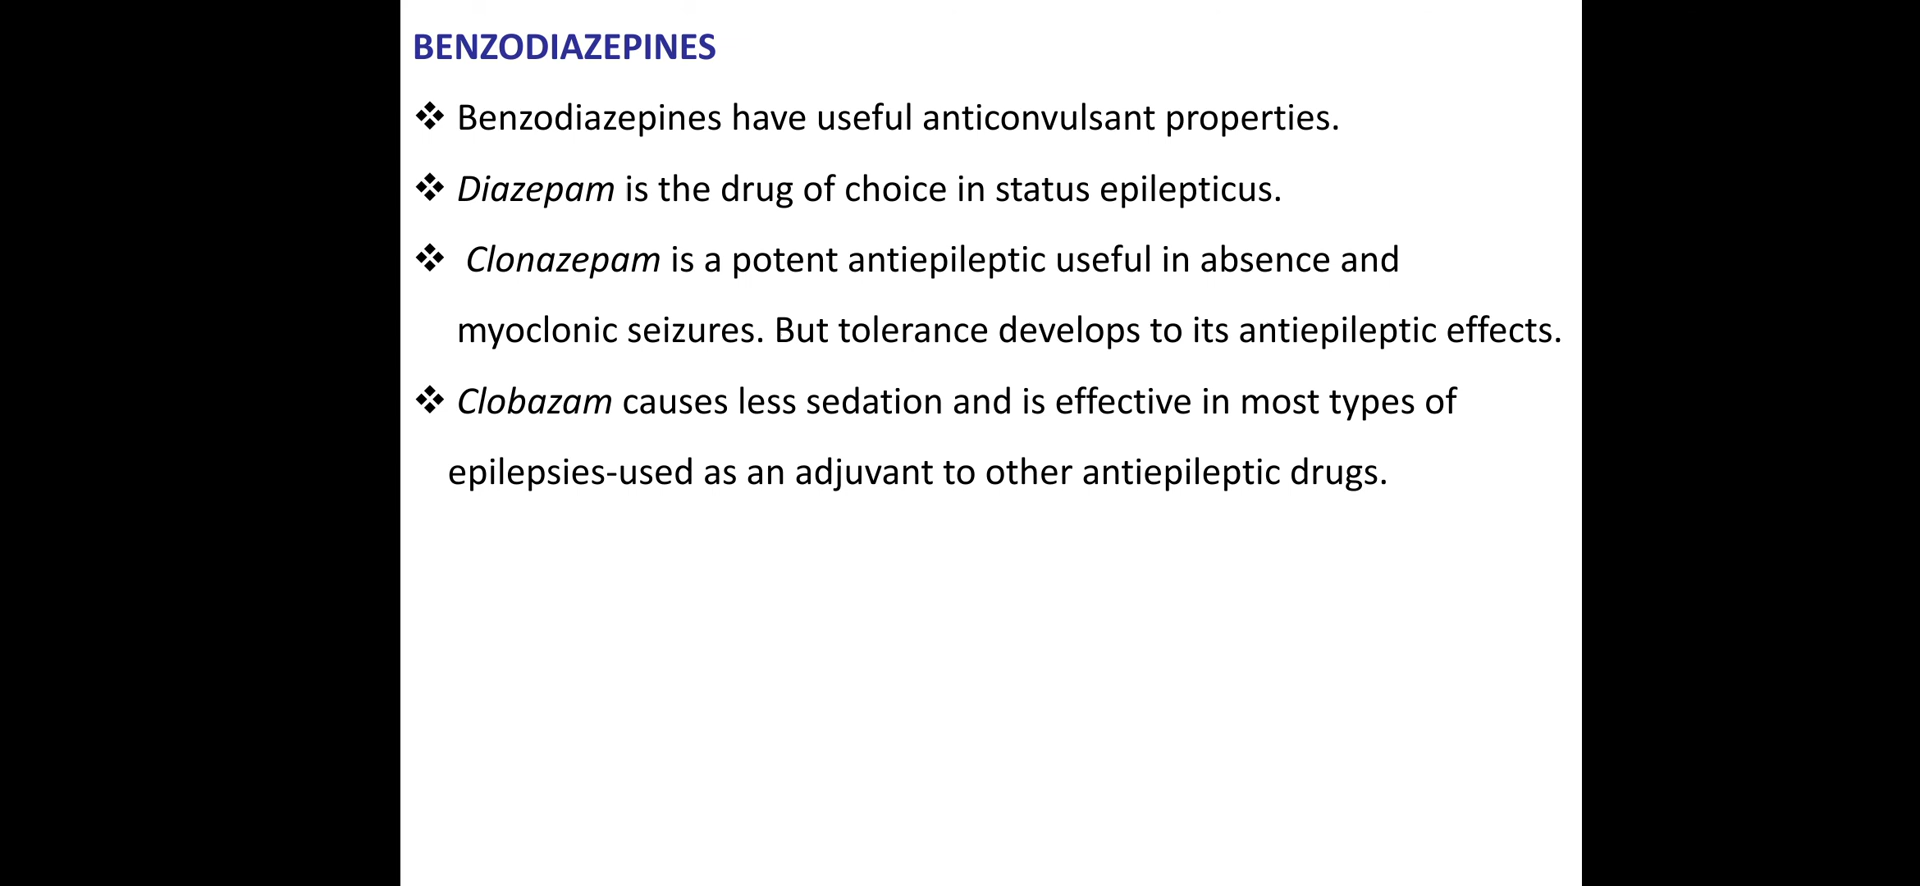 BENZODIAZEPINES
❖ Benzodiazepines have useful anticonvulsant properties.
❖ Diazepam is the drug of choice in status epilepticus.
❖ Clonazepam is a potent antiepileptic useful in absence and
myoclonic seizures. But tolerance develops to its antiepileptic effects.
❖ Clobazam causes less sedation and is effective in most types of
epilepsies-used as an adjuvant to other antiepileptic drugs.